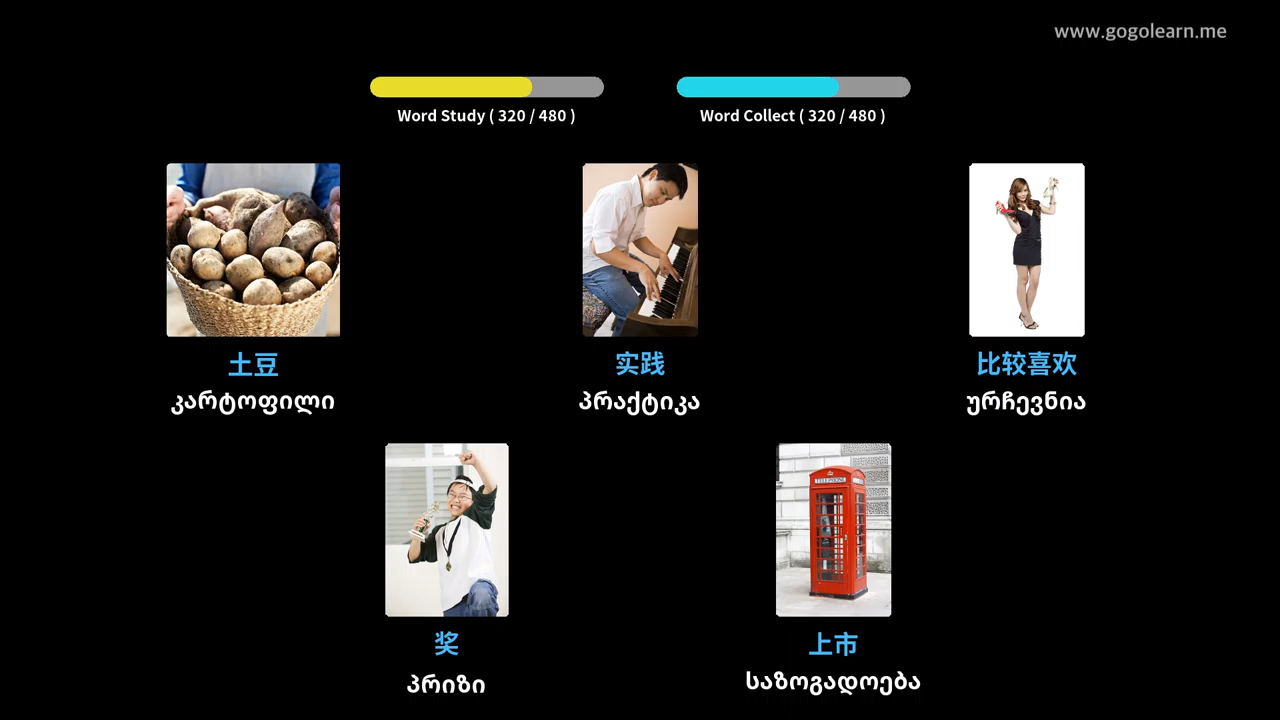 www.gogolearn.me
Word Study ( 320 / 480 )
Word Collect ( 320 / 480 )
土豆
კარტოფილი
实践
პრაქტიკა
比较喜欢
ურჩევნია
奖
პრიზი
TELEPHONE
上市
საზოგადოება